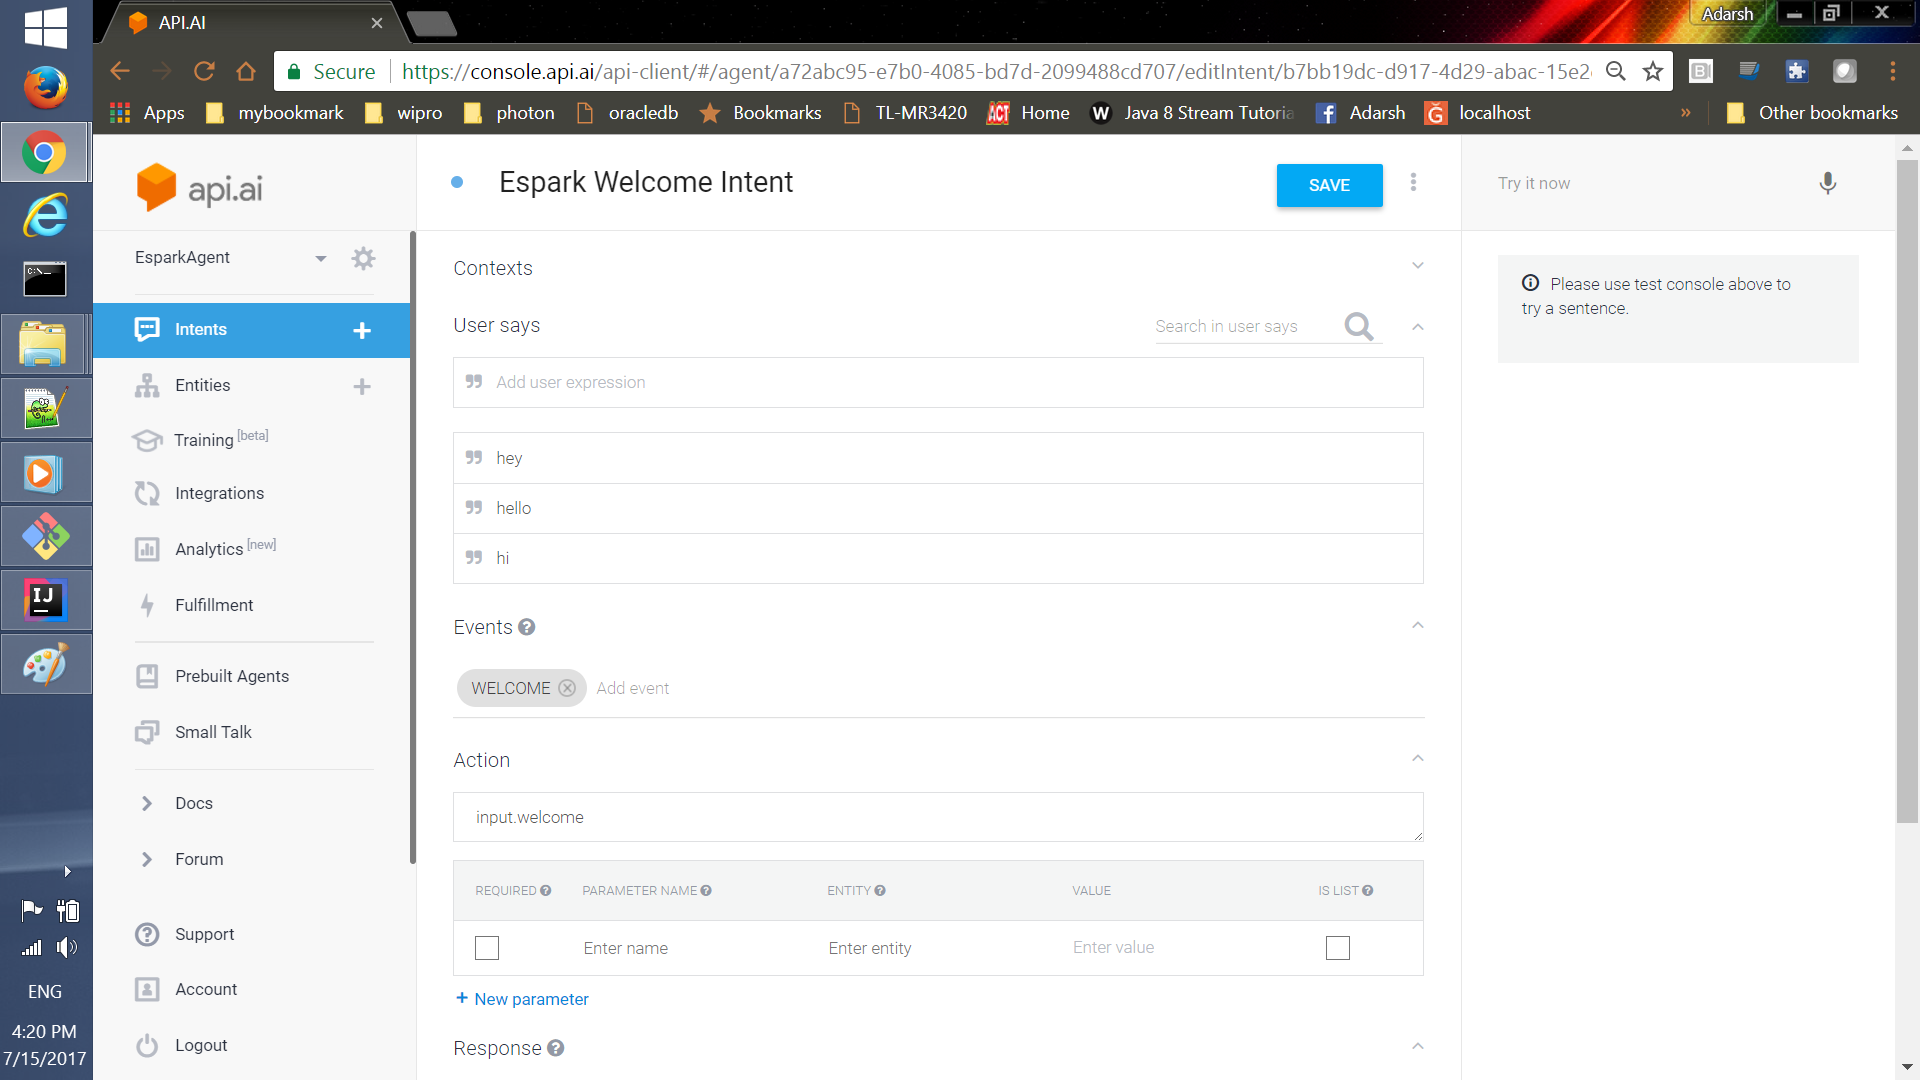 API.AI
Adarsh
Secure
https://console.api.ai/api-client/#/agent/a72abc95-e7b0-4085-bd7d-2099488cd707/editIntent/b7bb19dc-d917-4d29-abac-15e2
Apps mybookmark wipro photon oracledb Bookmarks TL-MR3420 ACT Home W Java 8 Stream Tutoria Adarsh localhost » Other bookmarks
api.ai
EsparkAgent
Intents
Entities
Training [beta]
Integrations
Analytics [new]
Fulfillment
Prebuilt Agents
Small Talk
Docs
Forum
Support
Account
Logout
Espark Welcome Intent
SAVE
Contexts
User says
Search in user says
Add user expression
hey
hello
hi
Events
WELCOME Add event
Action
input.welcome
REQUIRED PARAMETER NAME ENTITY VALUE IS LIST
Enter name Enter entity Enter value
+ New parameter
Response
Try it now
Please use test console above to
try a sentence.
C:\_
IJ
ENG
4:20 PM
7/15/2017